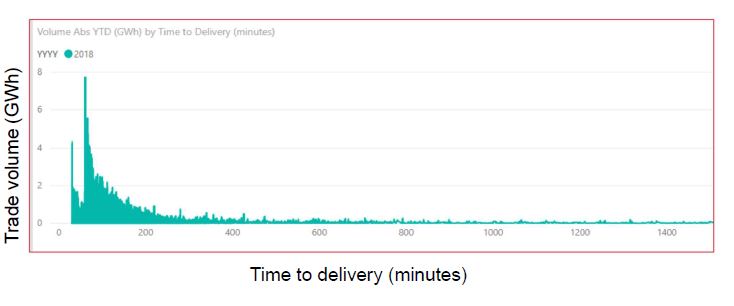 Volume Abs YTD (GWh) by Time to Delivery (minutes)
YYYY 2018
Trade volume (GWh)
8
6
4
2
0
0 200 400 600 800 1000 1200 1400
Time to delivery (minutes)